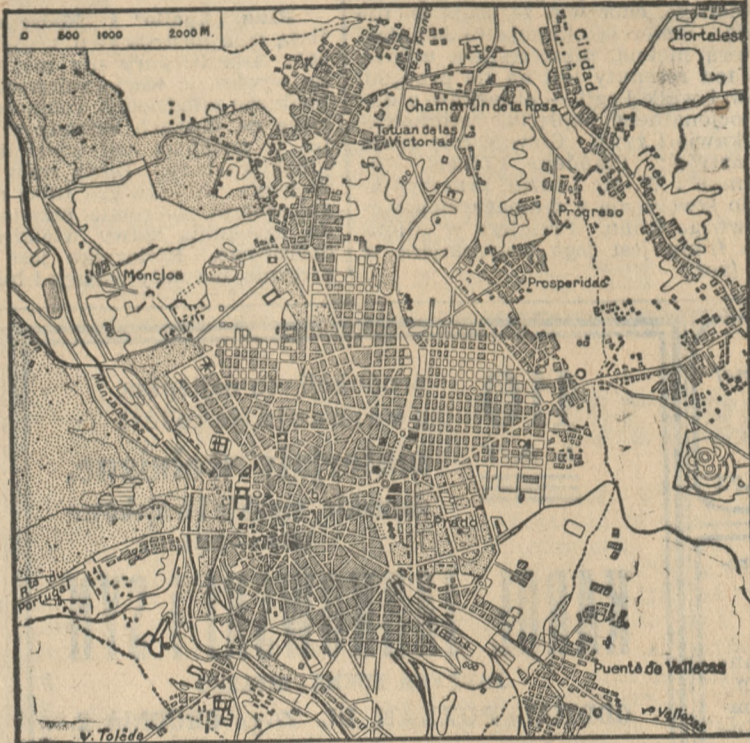 0 500 1000 2000 M.
Hortales
Ciudad
Chamartin de la Rosa
Tetuan de las
Victorias
Lineal
Progreso
Moncloa
Prosperidad
Manzanares
Prado
Portugal
Puente de Vallecas
Vallecas
v. Toledo